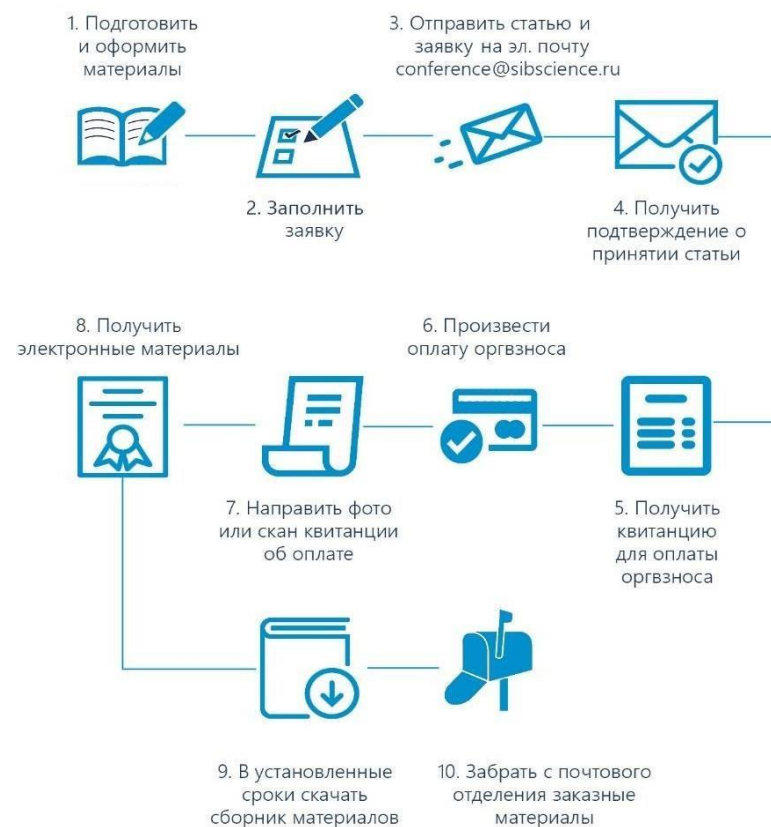 1. Подготовить
и оформить
материалы
2. Заполнить
заявку
3. Отправить статью и
заявку на эл. почту
conference@sibscience.ru
4. Получить
подтверждение о
принятии статьи
5. Получить
квитанцию
для оплаты
оргвзноса
6. Произвести
оплату оргвзноса
7. Направить фото
или скан квитанции
об оплате
8. Получить
электронные материалы
9. В установленные
сроки скачать
сборник материалов
10. Забрать с почтового
отделения заказные
материалы